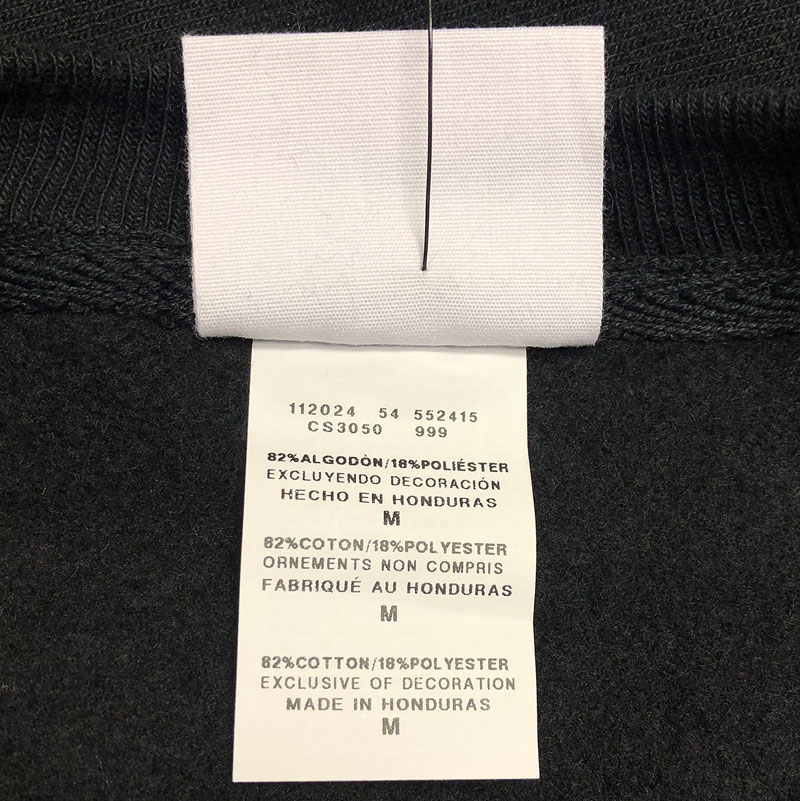 112024 54 552415
CS3050 999
82%ALGODÒN/18%POLIÉSTER
EXCLUYENDO DECORACIÓN
HECHO EN HONDURAS
M
82%COTON/18%POLYESTER
ORNEMENTS NON COMPRIS
FABRIQUÉ AU HONDURAS
M
82%COTTON/18%POLYESTER
EXCLUSIVE OF DECORATION
MADE IN HONDURAS
M